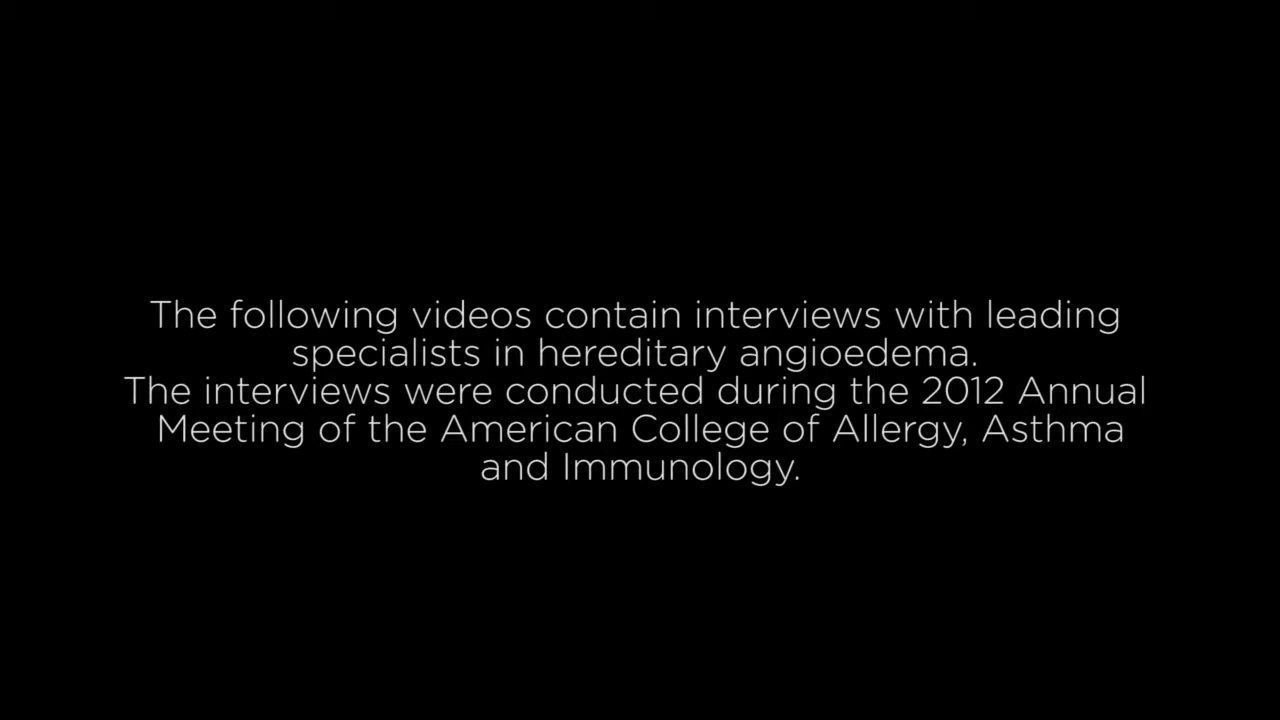 The following videos contain interviews with leading
specialists in hereditary angioedema.
The interviews were conducted during the 2012 Annual
Meeting of the American College of Allergy, Asthma
and Immunology.